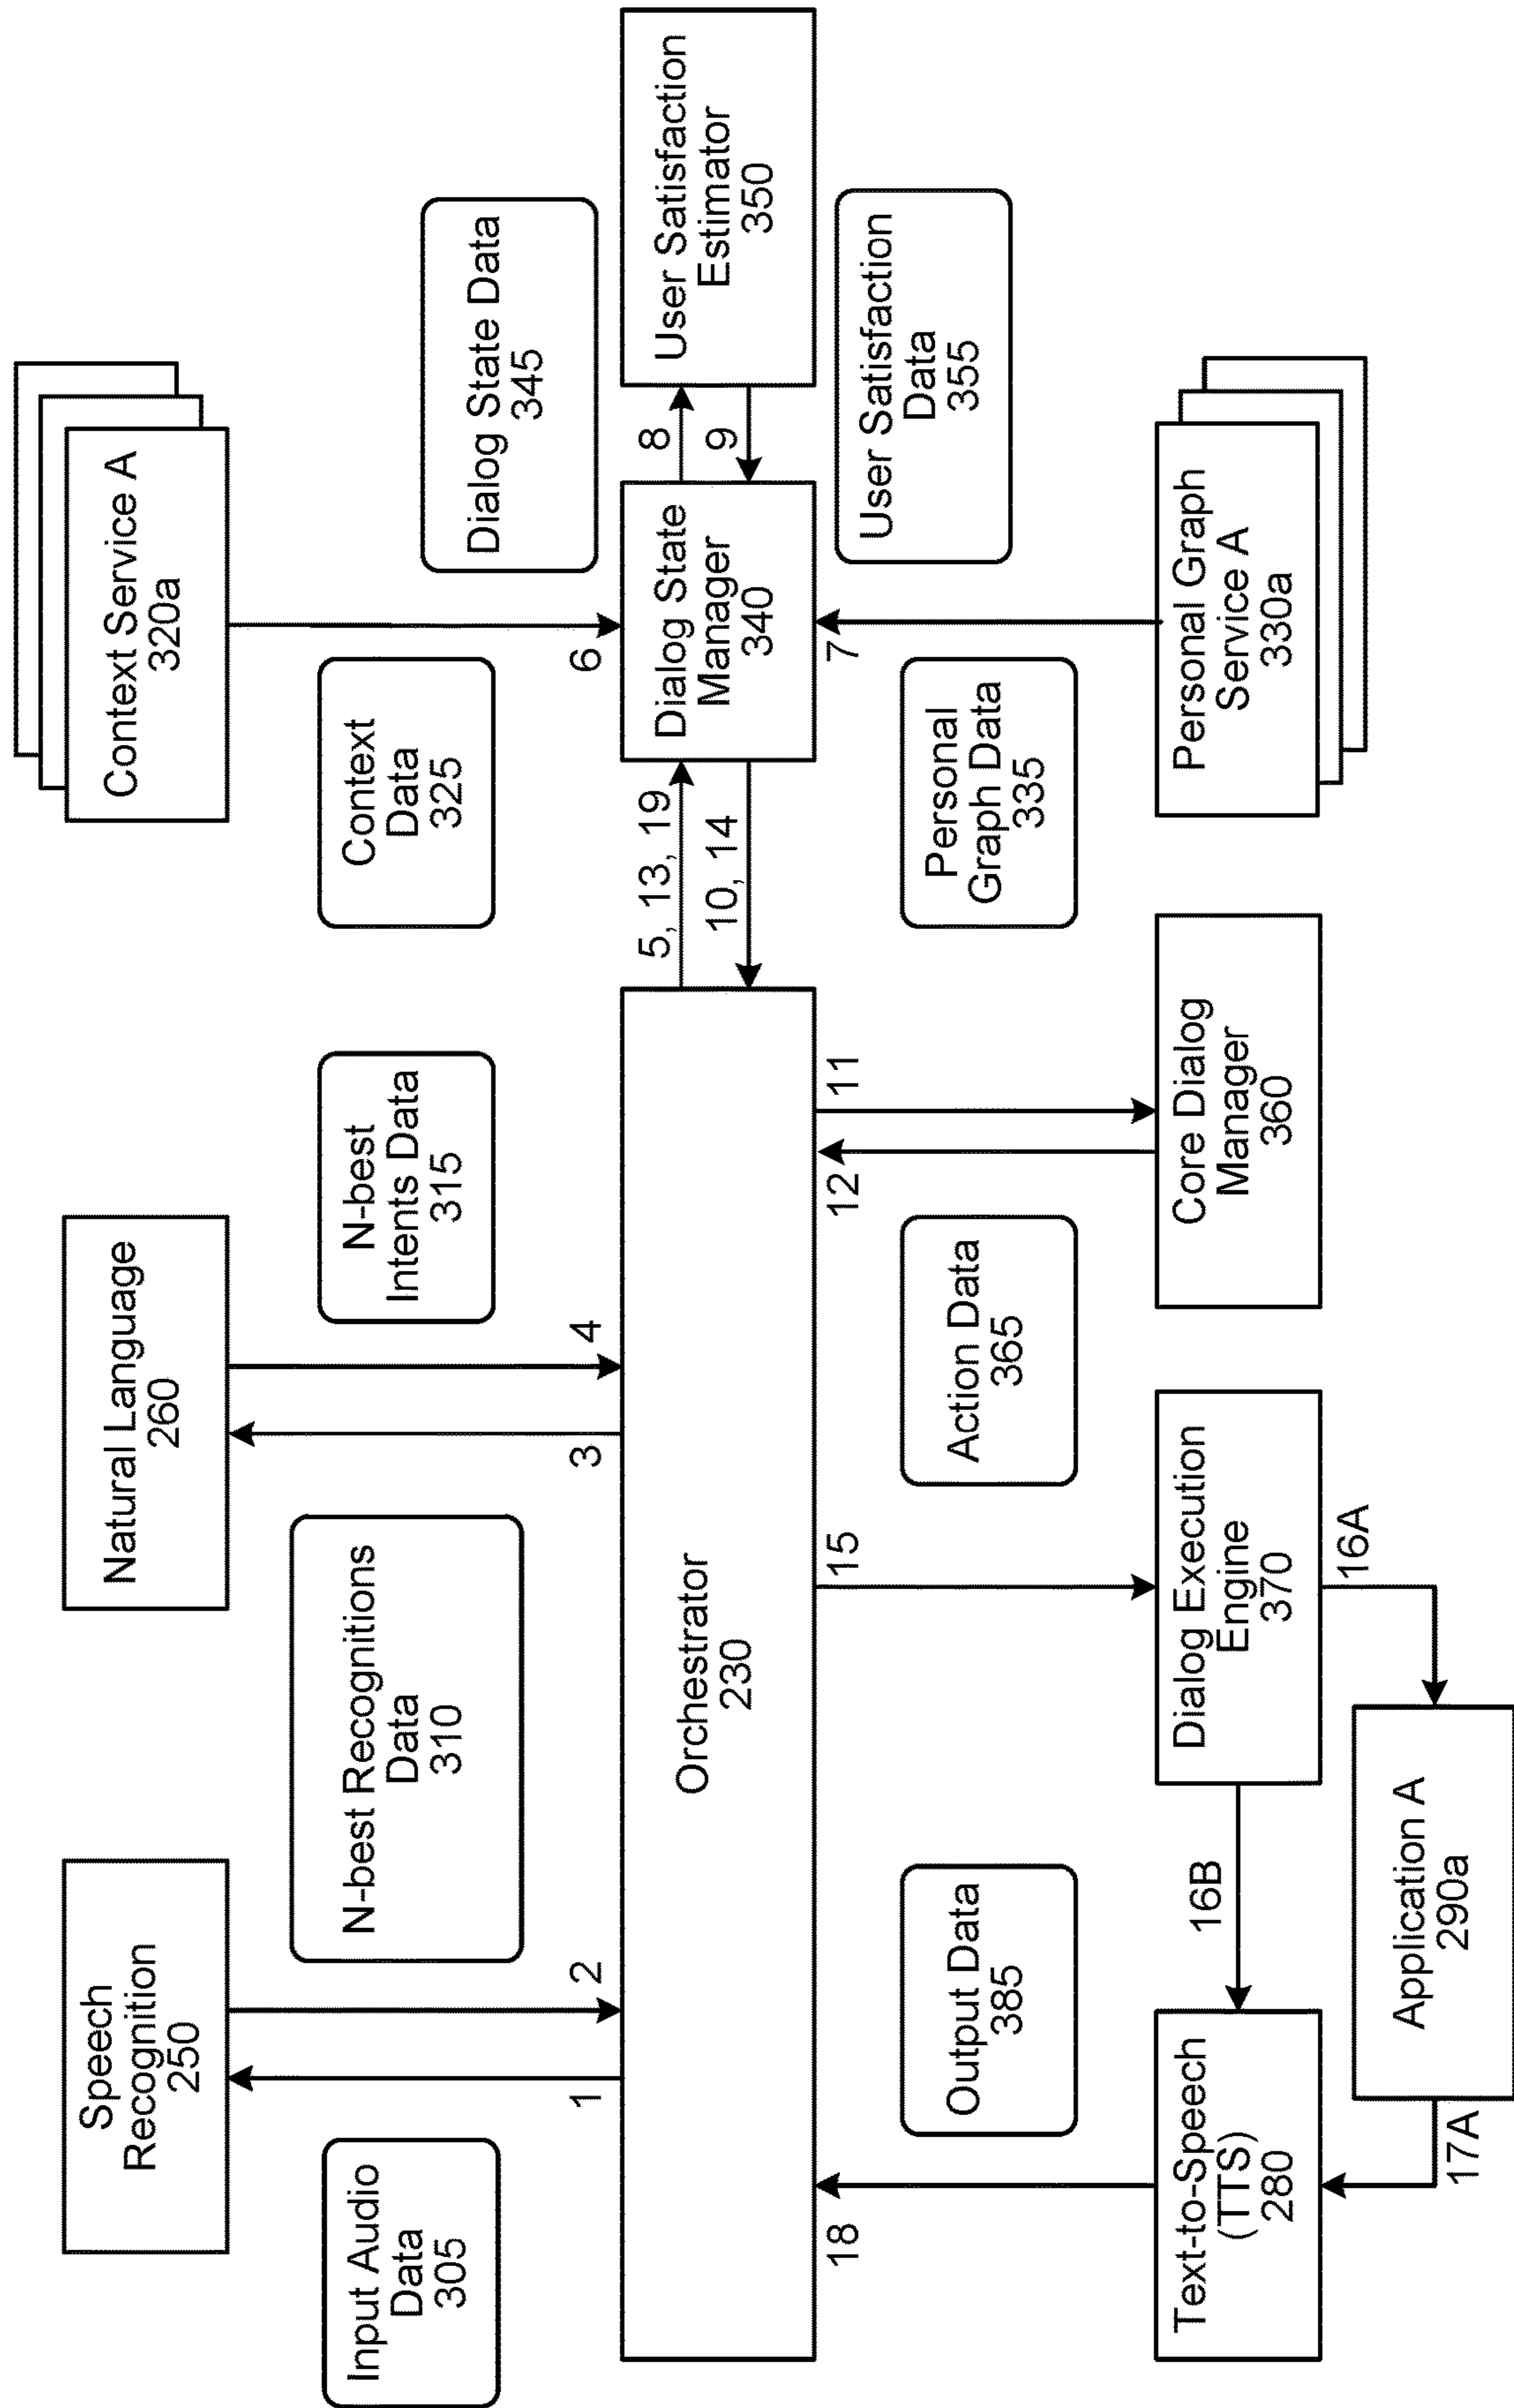 Speech
Recognition
250
Natural Language
260
Context Service A
320a
Input Audio
Data
305
N-best Recognitions
Data
310
N-best
Intents Data
315
Context
Data
325
Dialog State Data
345
1
2
3
4
6
Orchestrator
230
5, 13, 19
10, 14
Dialog State
Manager
340
8
9
User Satisfaction
Estimator
350
18
15
12
11
7
Output Data
385
Action Data
365
Personal
Graph Data
335
User Satisfaction
Data
355
Text-to-Speech
(TTS)
280
16B
Dialog Execution
Engine
370
Core Dialog
Manager
360
Personal Graph
Service A
330a
17A
16A
Application A
290a